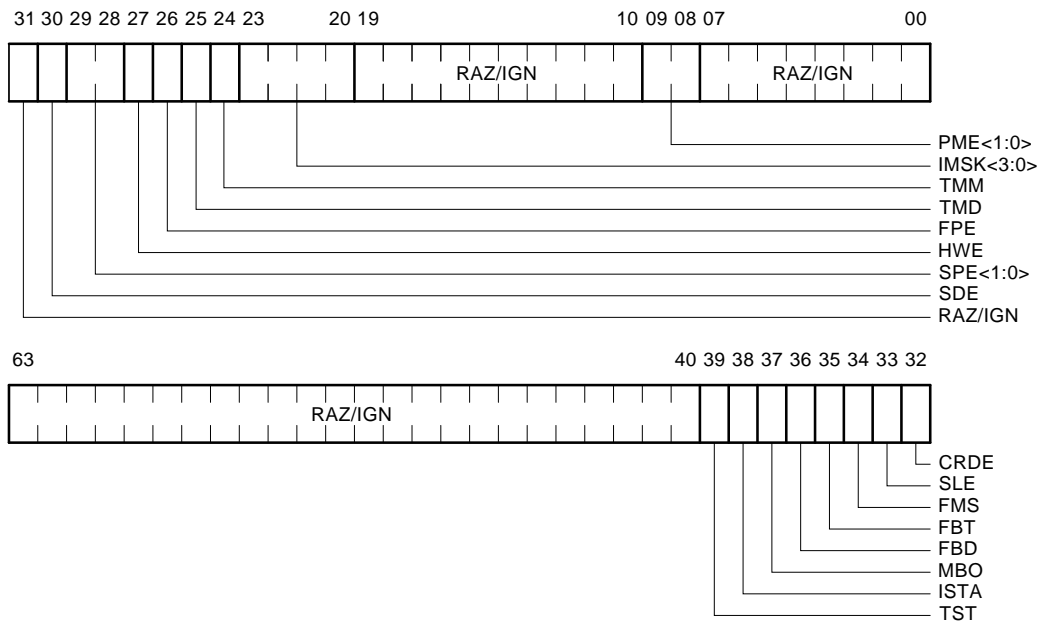 31 30 29 28 27 26 25 24 23 20 19 10 09 08 07 00
RAZ/IGN RAZ/IGN
PME<1:0>
IMSK<3:0>
TMM
TMD
FPE
HWE
SPE<1:0>
SDE
RAZ/IGN
63 40 39 38 37 36 35 34 33 32
RAZ/IGN
CRDE
SLE
FMS
FBT
FBD
MBO
ISTA
TST